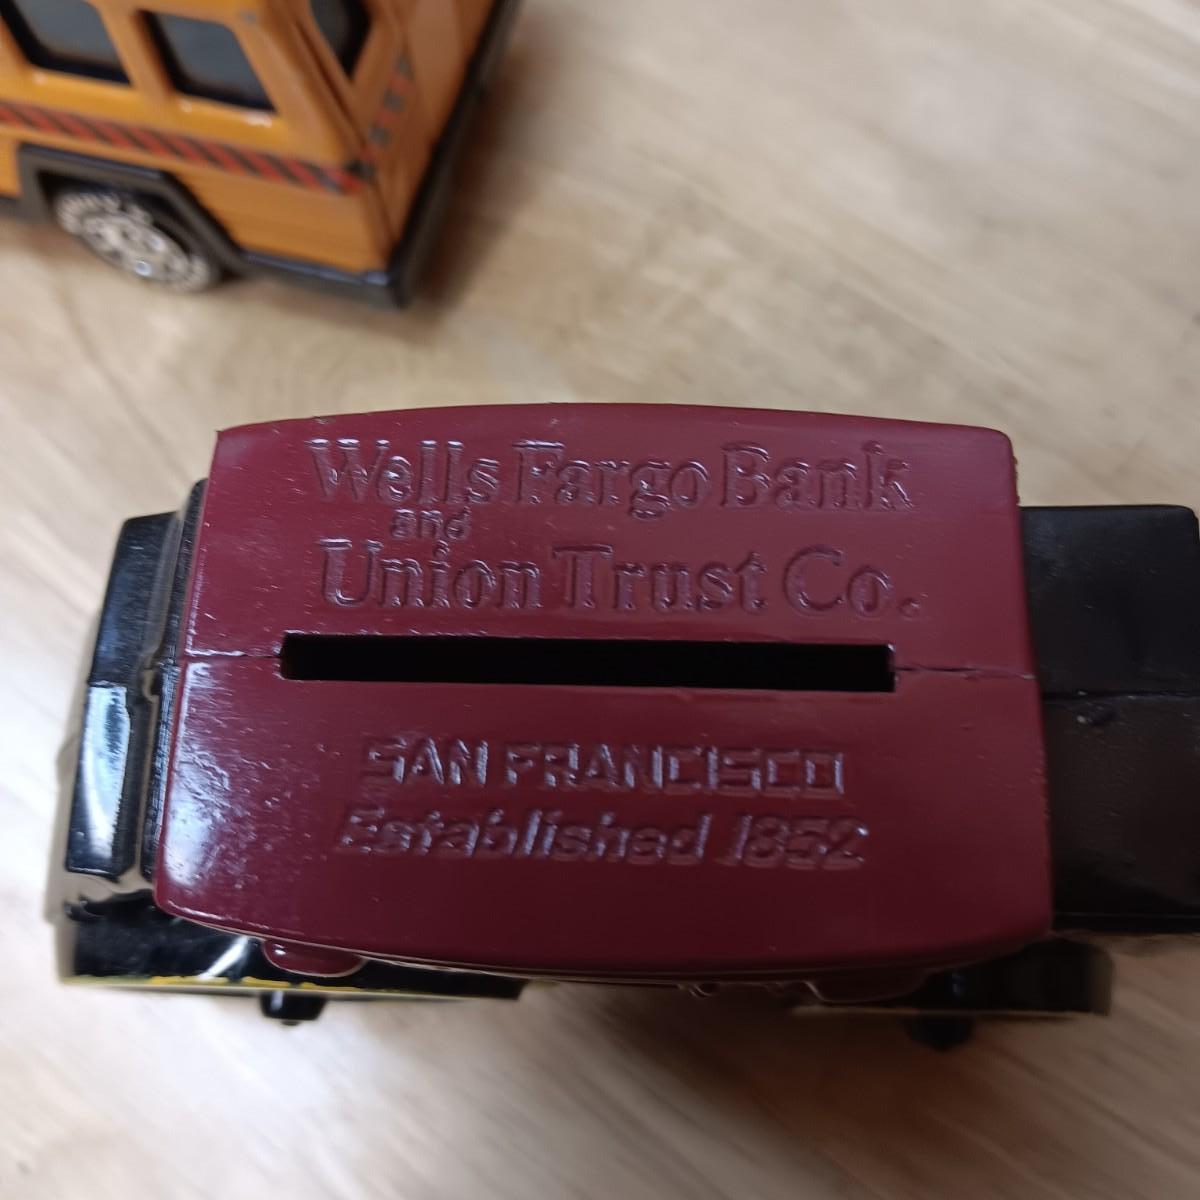 Wells Fargo Bank
and
Union Trust Co.
SAN FRANCISCO
Established 1852